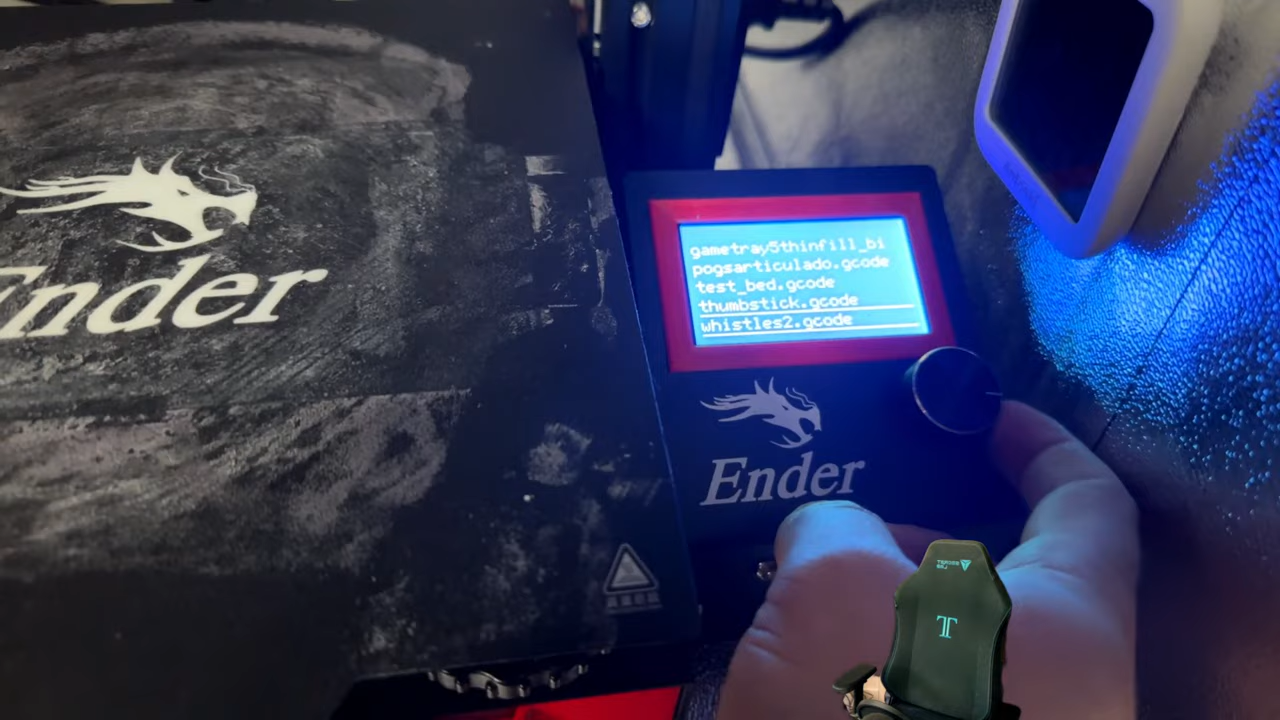 Ender
gametray5thinfill_bi
pogsarticulado.gcode
test_bed.gcode
thumbstick.gcode
whistles2.gcode
Ender